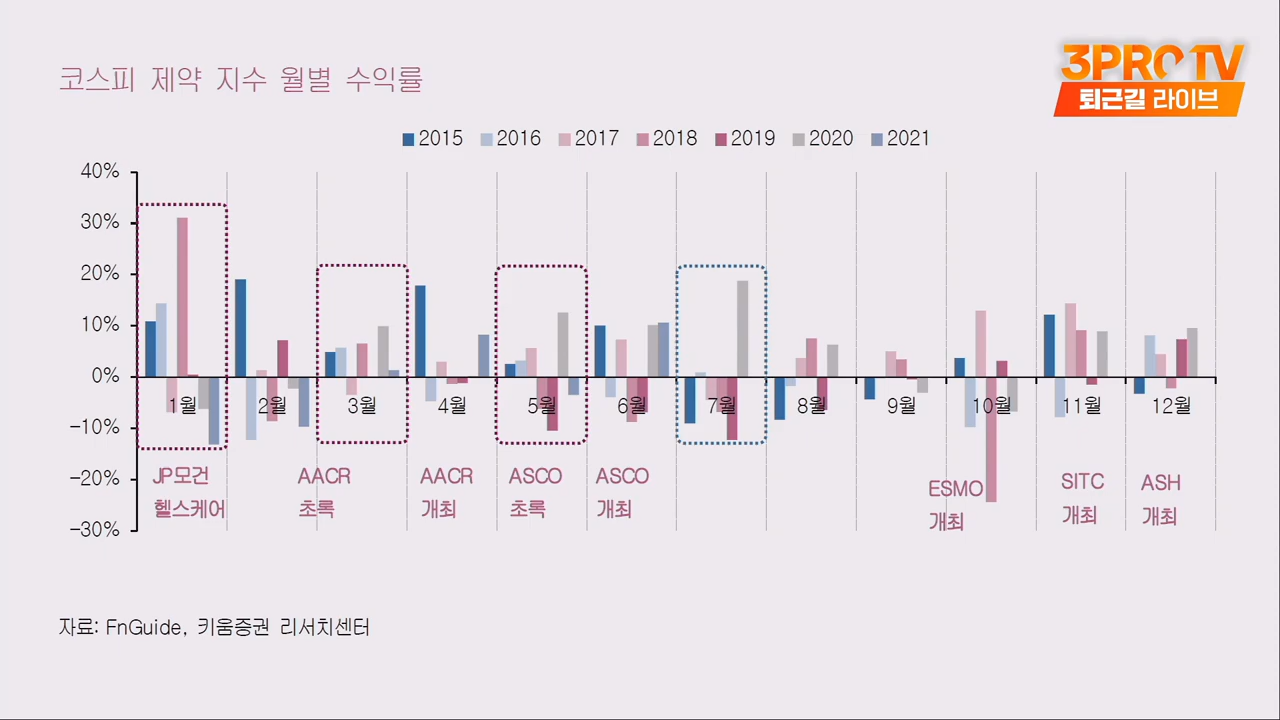 3PRO TV
퇴근길 라이브
코스피 제약 지수 월별 수익률
2015 2016 2017 2018 2019 2020 2021
40%
30%
20%
10%
0%
-10%
-20%
-30%
1월 2월 3월 4월 5월 6월 7월 8월 9월 10월 11월 12월
JP모건
헬스케어
AACR
초록
AACR
개최
ASCO
초록
ASCO
개최
ESMO
개최
SITC
개최
ASH
개최
자료: FnGuide, 키움증권 리서치센터